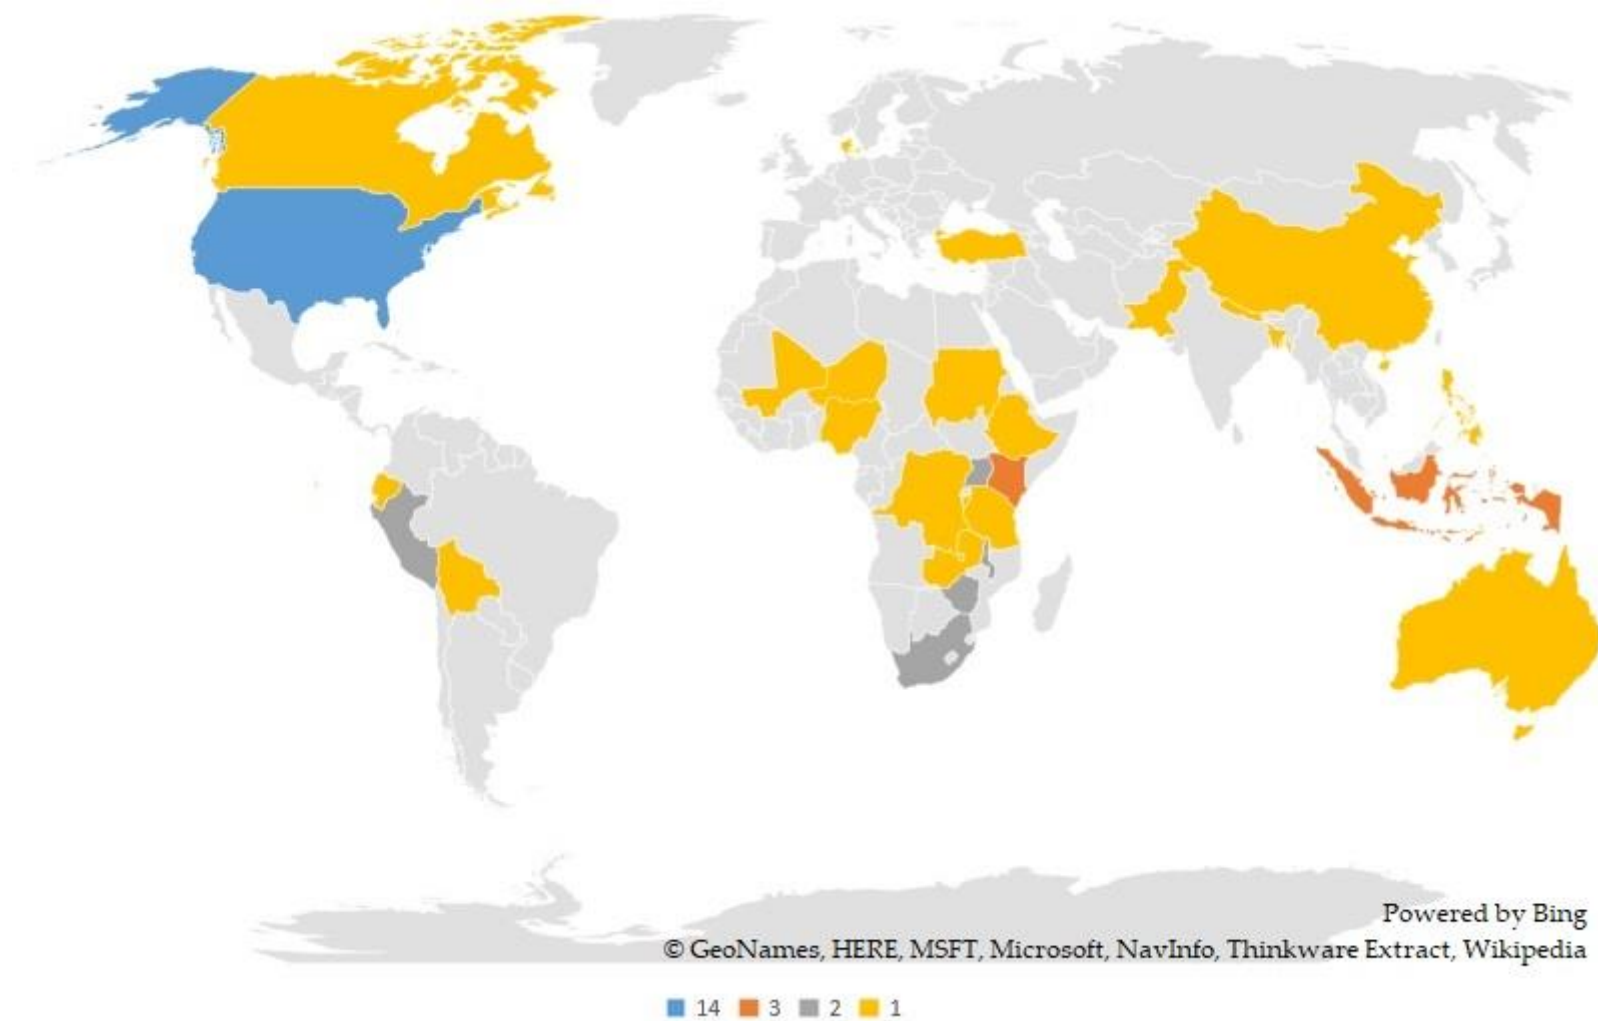 Powered by Bing
© GeoNames, HERE, MSFT, Microsoft, NavInfo, Thinkware Extract, Wikipedia
14 3 2 1